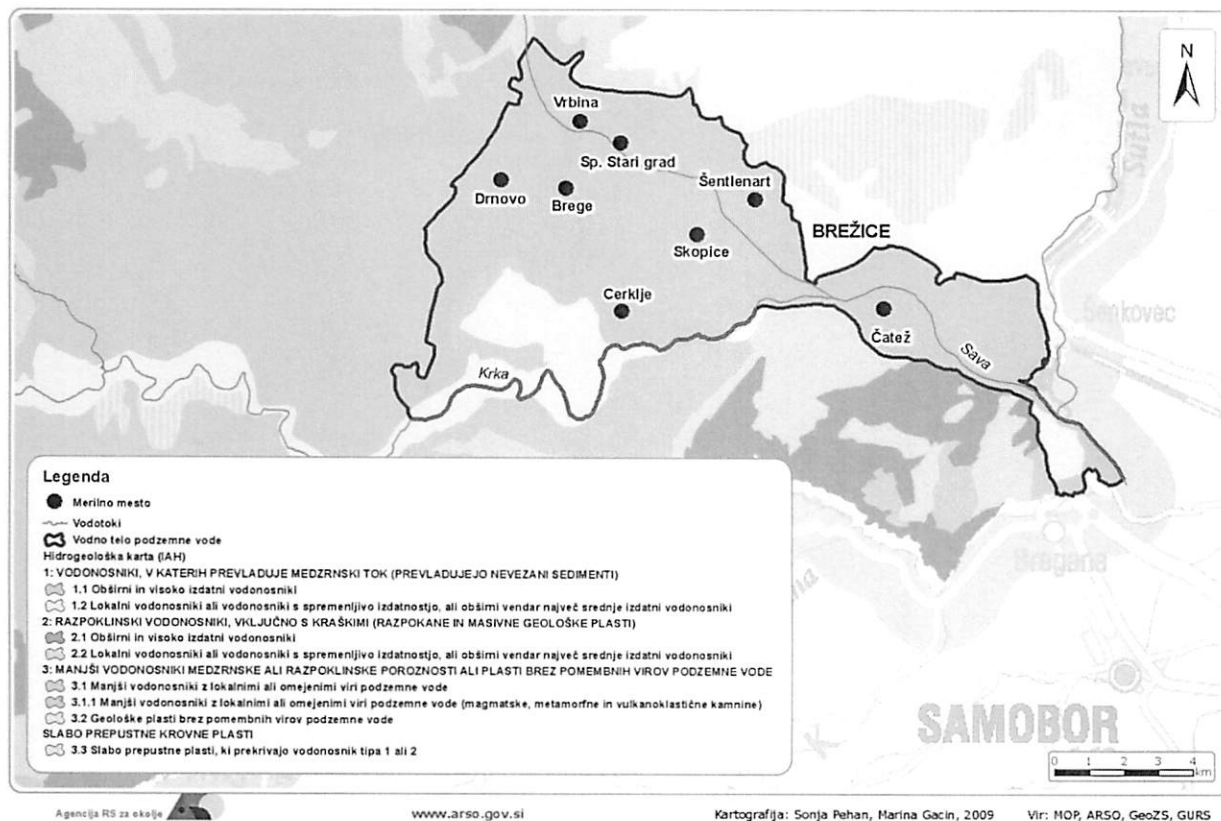 N
Vrbina
Sp. Stari grad
Drnovo
Brege
Šentlenart
Skopice
BREŽICE
Cerklje
Čatež
Krka
Sava
Sutla
Šenkovec
Bregana
SAMOBOR
Legenda
Merilno mesto
Vodotoki
Vodno telo podzemne vode
Hidrogeološka karta (IAH)
1: VODONOSNIKI, V KATERIH PREVLADUJE MEDZRNSKI TOK (PREVLADUJEJO NEVEZANI SEDIMENTI)
1.1 Obširni in visoko izdatni vodonosniki
1.2 Lokalni vodonosniki ali vodonosniki s spremenljivo izdatnostjo, ali obširni vendar največ srednje izdatni vodonosniki
2: RAZPOKLINSKI VODONOSNIKI, VKLJUČNO S KRAŠKIMI (RAZPOKANE IN MASIVNE GEOLOŠKE PLASTI)
2.1 Obširni in visoko izdatni vodonosniki
2.2 Lokalni vodonosniki ali vodonosniki s spremenljivo izdatnostjo, ali obširni vendar največ srednje izdatni vodonosniki
3: MANJŠI VODONOSNIKI MEDZRNSKE ALI RAZPOKLINSKE POROZNOSTI ALI PLASTI BREZ POMEMBNIH VIROV PODZEMNE VODE
3.1 Manjši vodonosniki z lokalnimi ali omejenimi viri podzemne vode
3.1.1 Manjši vodonosniki z lokalnimi ali omejenimi viri podzemne vode (magmatske, metamorfne in vulkanoklastične kamnine)
3.2 Geološke plasti brez pomembnih virov podzemne vode
SLABO PREPUSTNE KROVNE PLASTI
3.3 Slabo prepustne plasti, ki prekrivajo vodonosnik tipa 1 ali 2
0 1 2 3 4
km
Agencija RS za okolje
www.arso.gov.si
Kartografija: Sonja Pehan, Marina Gacin, 2009
Vir: MOP, ARSO, GeoZS, GURS